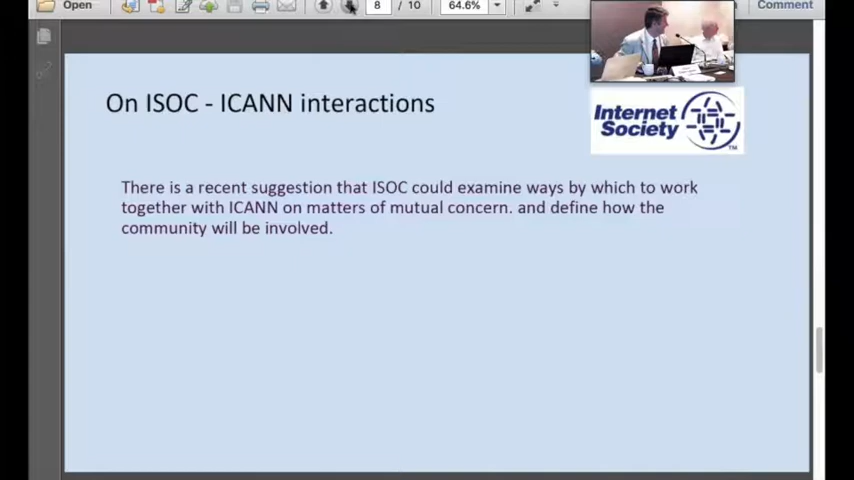 Open
8 / 10
64.6%
Comment
On ISOC - ICANN interactions
Internet
Society
TM
There is a recent suggestion that ISOC could examine ways by which to work
together with ICANN on matters of mutual concern. and define how the
community will be involved.